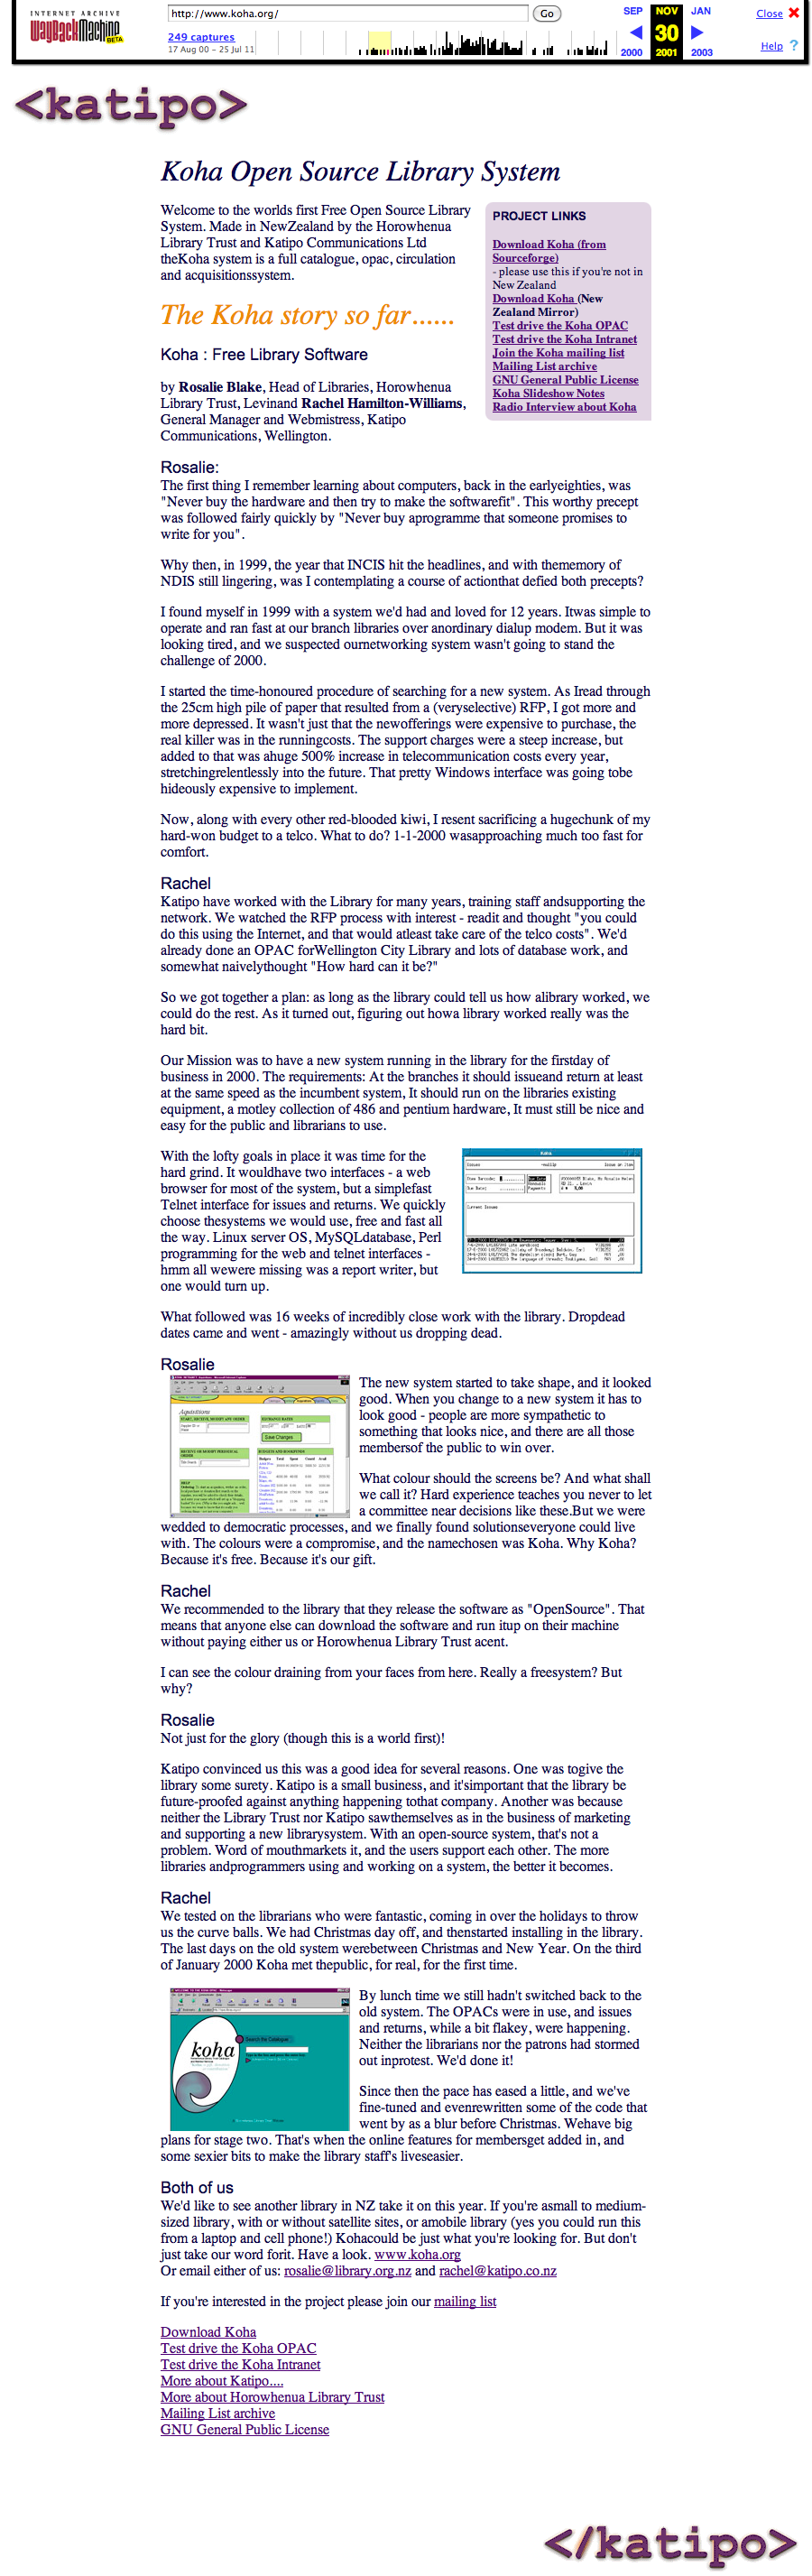 INTERNET ARCHIVE
WayBackMachine
BETA
http://www.koha.org/
Go
249 captures
17 Aug 00 – 25 Jul 11
SEP NOV JAN
30
2000 2001 2003
Close
Help ?
<katipo>
Koha Open Source Library System
Welcome to the worlds first Free Open Source Library
System. Made in NewZealand by the Horowhenua
Library Trust and Katipo Communications Ltd
theKoha system is a full catalogue, opac, circulation
and acquisitionssystem.
PROJECT LINKS
Download Koha (from
Sourceforge)
- please use this if you're not in
New Zealand
Download Koha (New
Zealand Mirror)
Test drive the Koha OPAC
Test drive the Koha Intranet
Join the Koha mailing list
Mailing List archive
GNU General Public License
Koha Slideshow Notes
Radio Interview about Koha
The Koha story so far......
Koha : Free Library Software
by Rosalie Blake, Head of Libraries, Horowhenua
Library Trust, Levinand Rachel Hamilton-Williams,
General Manager and Webmistress, Katipo
Communications, Wellington.
Rosalie:
The first thing I remember learning about computers, back in the earlyeighties, was
"Never buy the hardware and then try to make the softwarefit". This worthy precept
was followed fairly quickly by "Never buy aprogramme that someone promises to
write for you".
Why then, in 1999, the year that INCIS hit the headlines, and with thememory of
NDIS still lingering, was I contemplating a course of actionthat defied both precepts?
I found myself in 1999 with a system we'd had and loved for 12 years. Itwas simple to
operate and ran fast at our branch libraries over anordinary dialup modem. But it was
looking tired, and we suspected ournetworking system wasn't going to stand the
challenge of 2000.
I started the time-honoured procedure of searching for a new system. As Iread through
the 25cm high pile of paper that resulted from a (veryselective) RFP, I got more and
more depressed. It wasn't just that the newofferings were expensive to purchase, the
real killer was in the runningcosts. The support charges were a steep increase, but
added to that was ahuge 500% increase in telecommunication costs every year,
stretchingrelentlessly into the future. That pretty Windows interface was going tobe
hideously expensive to implement.
Now, along with every other red-blooded kiwi, I resent sacrificing a hugechunk of my
hard-won budget to a telco. What to do? 1-1-2000 wasapproaching much too fast for
comfort.
Rachel
Katipo have worked with the Library for many years, training staff andsupporting the
network. We watched the RFP process with interest - readit and thought "you could
do this using the Internet, and that would atleast take care of the telco costs". We'd
already done an OPAC forWellington City Library and lots of database work, and
somewhat naivelythought "How hard can it be?"
So we got together a plan: as long as the library could tell us how alibrary worked, we
could do the rest. As it turned out, figuring out howa library worked really was the
hard bit.
Our Mission was to have a new system running in the library for the firstday of
business in 2000. The requirements: At the branches it should issueand return at least
at the same speed as the incumbent system, It should run on the libraries existing
equipment, a motley collection of 486 and pentium hardware, It must still be nice and
easy for the public and librarians to use.
With the lofty goals in place it was time for the
hard grind. It wouldhave two interfaces - a web
browser for most of the system, but a simplefast
Telnet interface for issues and returns. We quickly
choose thesystems we would use, free and fast all
the way. Linux server OS, MySQLdatabase, Perl
programming for the web and telnet interfaces -
hmm all wewere missing was a report writer, but
one would turn up.
Koha
Issues
Issue an Item
Current Issues
What followed was 16 weeks of incredibly close work with the library. Dropdead
dates came and went - amazingly without us dropping dead.
Rosalie
Aquisitions
Save Changes
The new system started to take shape, and it looked
good. When you change to a new system it has to
look good - people are more sympathetic to
something that looks nice, and there are all those
membersof the public to win over.
What colour should the screens be? And what shall
we call it? Hard experience teaches you never to let
a committee near decisions like these.But we were
wedded to democratic processes, and we finally found solutionseveryone could live
with. The colours were a compromise, and the namechosen was Koha. Why Koha?
Because it's free. Because it's our gift.
Rachel
We recommended to the library that they release the software as "OpenSource". That
means that anyone else can download the software and run itup on their machine
without paying either us or Horowhenua Library Trust acent.
I can see the colour draining from your faces from here. Really a freesystem? But
why?
Rosalie
Not just for the glory (though this is a world first)!
Katipo convinced us this was a good idea for several reasons. One was togive the
library some surety. Katipo is a small business, and it'simportant that the library be
future-proofed against anything happening tothat company. Another was because
neither the Library Trust nor Katipo sawthemselves as in the business of marketing
and supporting a new librarysystem. With an open-source system, that's not a
problem. Word of mouthmarkets it, and the users support each other. The more
libraries andprogrammers using and working on a system, the better it becomes.
Rachel
We tested on the librarians who were fantastic, coming in over the holidays to throw
us the curve balls. We had Christmas day off, and thenstarted installing in the library.
The last days on the old system werebetween Christmas and New Year. On the third
of January 2000 Koha met thepublic, for real, for the first time.
koha
Search the Catalogue
By lunch time we still hadn't switched back to the
old system. The OPACs were in use, and issues
and returns, while a bit flakey, were happening.
Neither the librarians nor the patrons had stormed
out inprotest. We'd done it!
Since then the pace has eased a little, and we've
fine-tuned and evenrewritten some of the code that
went by as a blur before Christmas. Wehave big
plans for stage two. That's when the online features for membersget added in, and
some sexier bits to make the library staff's liveseasier.
Both of us
We'd like to see another library in NZ take it on this year. If you're asmall to medium-
sized library, with or without satellite sites, or amobile library (yes you could run this
from a laptop and cell phone!) Kohacould be just what you're looking for. But don't
just take our word forit. Have a look. www.koha.org
Or email either of us: rosalie@library.org.nz and rachel@katipo.co.nz
If you're interested in the project please join our mailing list
Download Koha
Test drive the Koha OPAC
Test drive the Koha Intranet
More about Katipo....
More about Horowhenua Library Trust
Mailing List archive
GNU General Public License
</katipo>